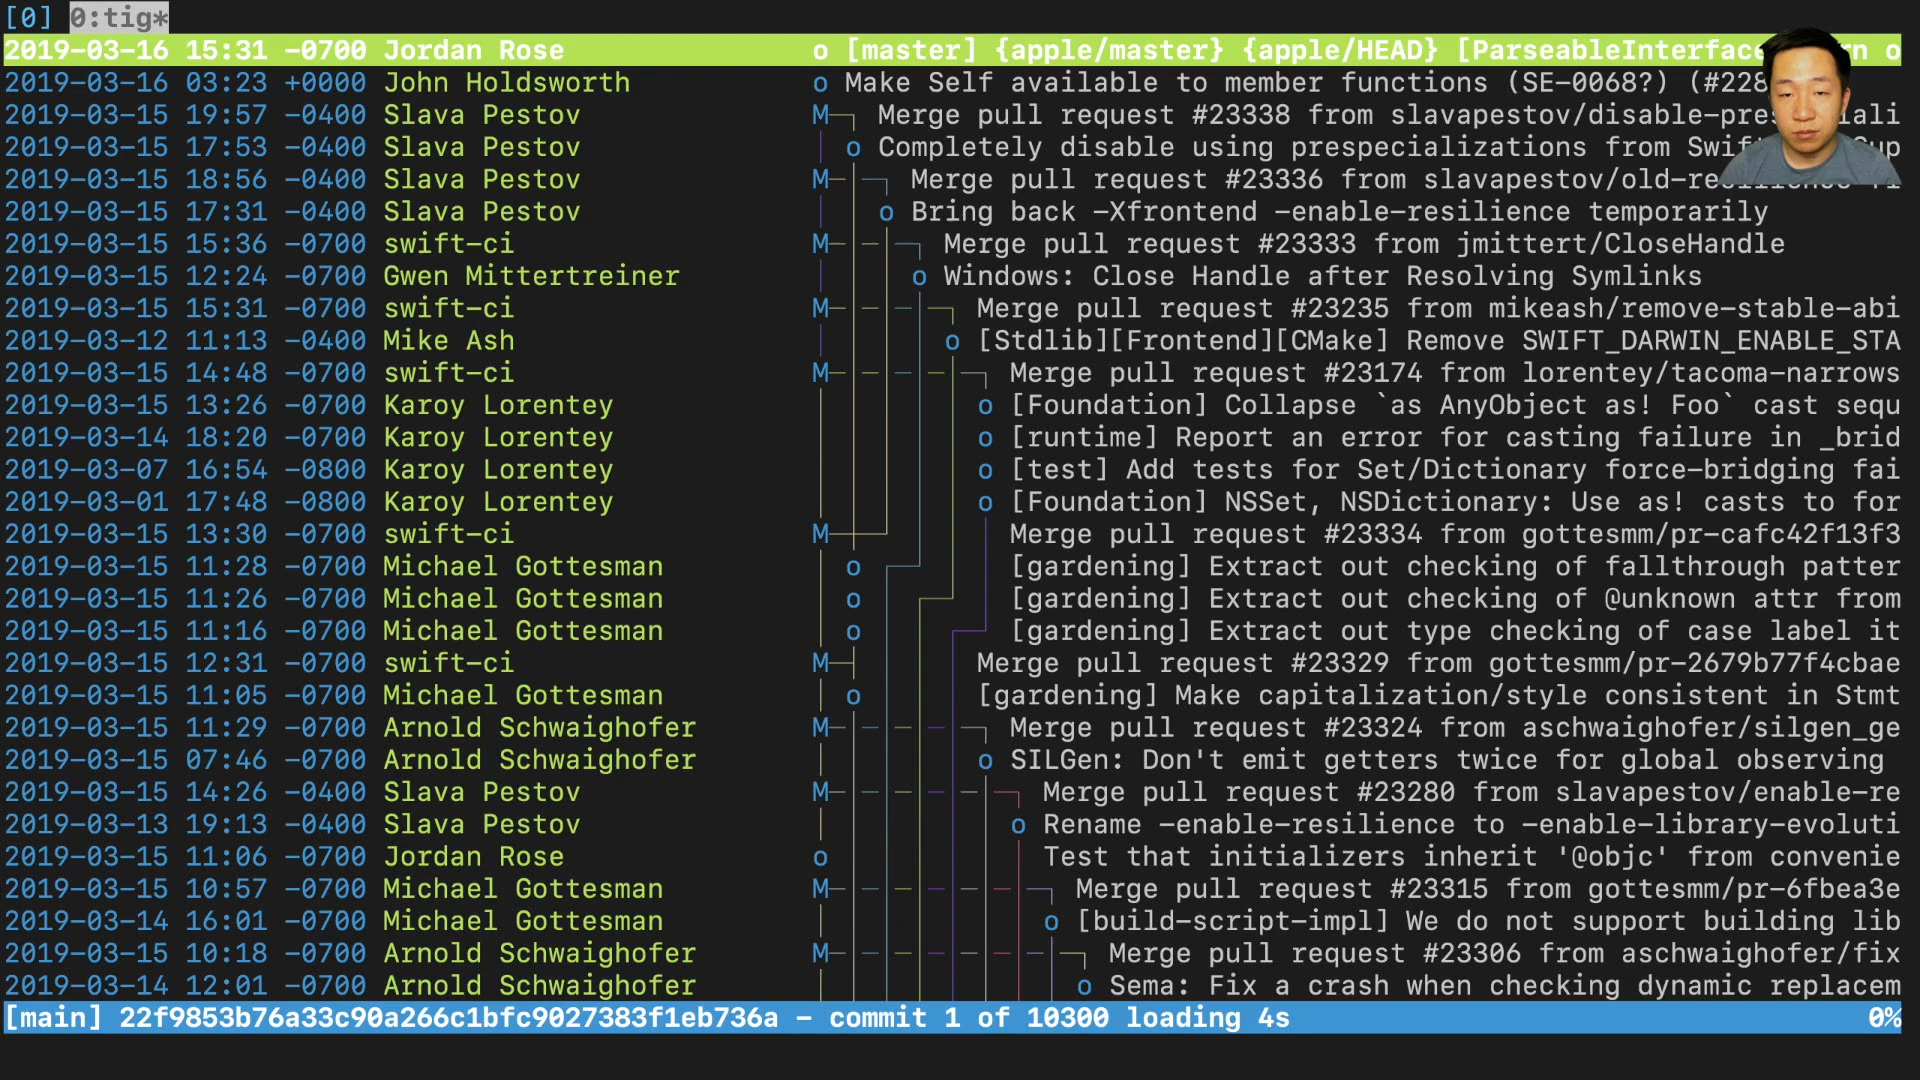 [0] 0:tig*
2019-03-16 15:31 -0700 Jordan Rose o [master] {apple/master} {apple/HEAD} [ParseableInterface o
2019-03-16 03:23 +0000 John Holdsworth o Make Self available to member functions (SE-0068?) (#228
2019-03-15 19:57 -0400 Slava Pestov M Merge pull request #23338 from slavapestov/disable-pres iali
2019-03-15 17:53 -0400 Slava Pestov o Completely disable using prespecializations from Swif up
2019-03-15 18:56 -0400 Slava Pestov M Merge pull request #23336 from slavapestov/old-resilience-fi
2019-03-15 17:31 -0400 Slava Pestov o Bring back -Xfrontend -enable-resilience temporarily
2019-03-15 15:36 -0700 swift-ci M Merge pull request #23333 from jmittert/CloseHandle
2019-03-15 12:24 -0700 Gwen Mittertreiner o Windows: Close Handle after Resolving Symlinks
2019-03-15 15:31 -0700 swift-ci M Merge pull request #23235 from mikeash/remove-stable-abi
2019-03-12 11:13 -0400 Mike Ash o [Stdlib][Frontend][CMake] Remove SWIFT_DARWIN_ENABLE_STA
2019-03-15 14:48 -0700 swift-ci M Merge pull request #23174 from lorentey/tacoma-narrows
2019-03-15 13:26 -0700 Karoy Lorentey o [Foundation] Collapse `as AnyObject as! Foo` cast sequ
2019-03-14 18:20 -0700 Karoy Lorentey o [runtime] Report an error for casting failure in _brid
2019-03-07 16:54 -0800 Karoy Lorentey o [test] Add tests for Set/Dictionary force-bridging fai
2019-03-01 17:48 -0800 Karoy Lorentey o [Foundation] NSSet, NSDictionary: Use as! casts to for
2019-03-15 13:30 -0700 swift-ci M Merge pull request #23334 from gottesmm/pr-cafc42f13f3
2019-03-15 11:28 -0700 Michael Gottesman o [gardening] Extract out checking of fallthrough patter
2019-03-15 11:26 -0700 Michael Gottesman o [gardening] Extract out checking of @unknown attr from
2019-03-15 11:16 -0700 Michael Gottesman o [gardening] Extract out type checking of case label it
2019-03-15 12:31 -0700 swift-ci M Merge pull request #23329 from gottesmm/pr-2679b77f4cbae
2019-03-15 11:05 -0700 Michael Gottesman o [gardening] Make capitalization/style consistent in Stmt
2019-03-15 11:29 -0700 Arnold Schwaighofer M Merge pull request #23324 from aschwaighofer/silgen_ge
2019-03-15 07:46 -0700 Arnold Schwaighofer o SILGen: Don't emit getters twice for global observing
2019-03-15 14:26 -0400 Slava Pestov M Merge pull request #23280 from slavapestov/enable-re
2019-03-13 19:13 -0400 Slava Pestov o Rename -enable-resilience to -enable-library-evoluti
2019-03-15 11:06 -0700 Jordan Rose o Test that initializers inherit '@objc' from convenie
2019-03-15 10:57 -0700 Michael Gottesman M Merge pull request #23315 from gottesmm/pr-6fbea3e
2019-03-14 16:01 -0700 Michael Gottesman o [build-script-impl] We do not support building lib
2019-03-15 10:18 -0700 Arnold Schwaighofer M Merge pull request #23306 from aschwaighofer/fix
2019-03-14 12:01 -0700 Arnold Schwaighofer o Sema: Fix a crash when checking dynamic replacem
[main] 22f9853b76a33c90a266c1bfc9027383f1eb736a - commit 1 of 10300 loading 4s 0%